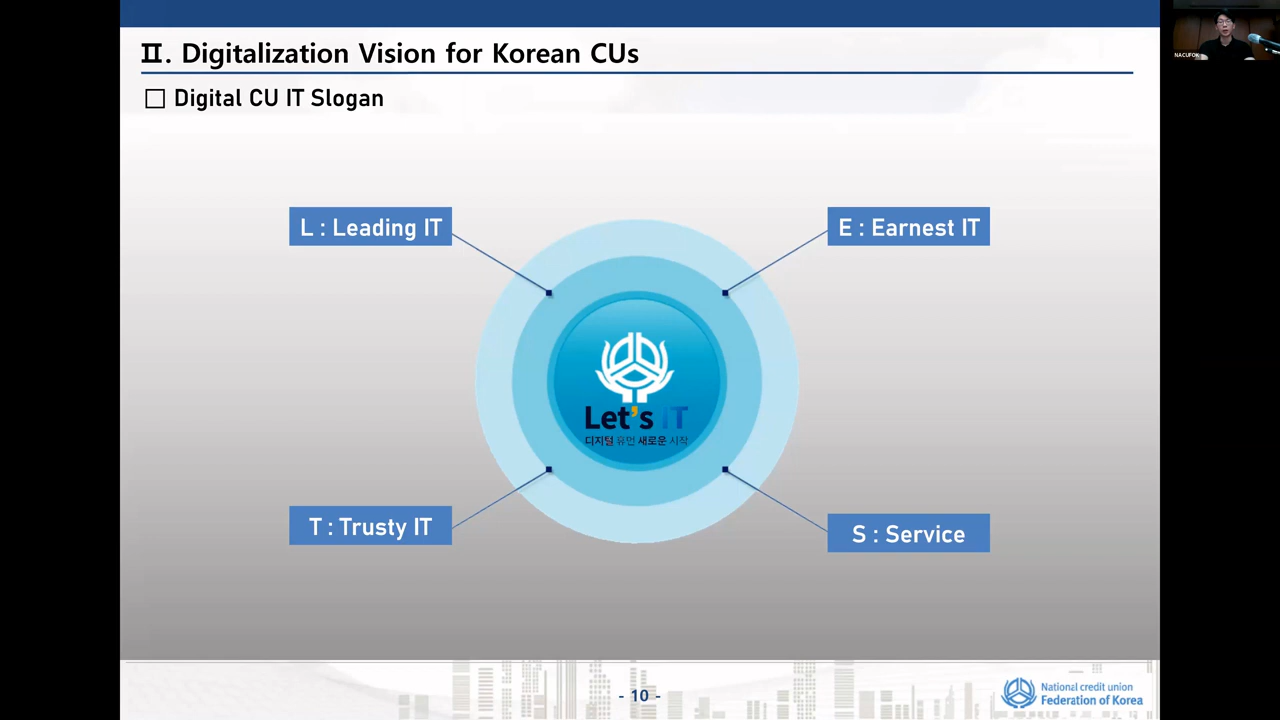 Ⅱ. Digitalization Vision for Korean CUs
□ Digital CU IT Slogan
L : Leading IT
E : Earnest IT
Let's IT
디지털 유언 새로운 시작
T : Trusty IT
S : Service
- 10 -
National credit union
Federation of Korea
NACUFOK